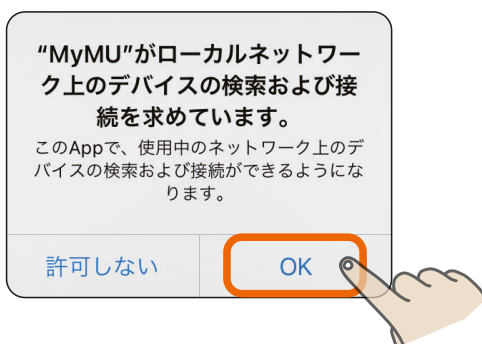 “MyMU”がローカルネットワー
ク上のデバイスの検索および接
続を求めています。
このAppで、使用中のネットワーク上のデ
バイスの検索および接続ができるようにな
ります。
許可しない
OK